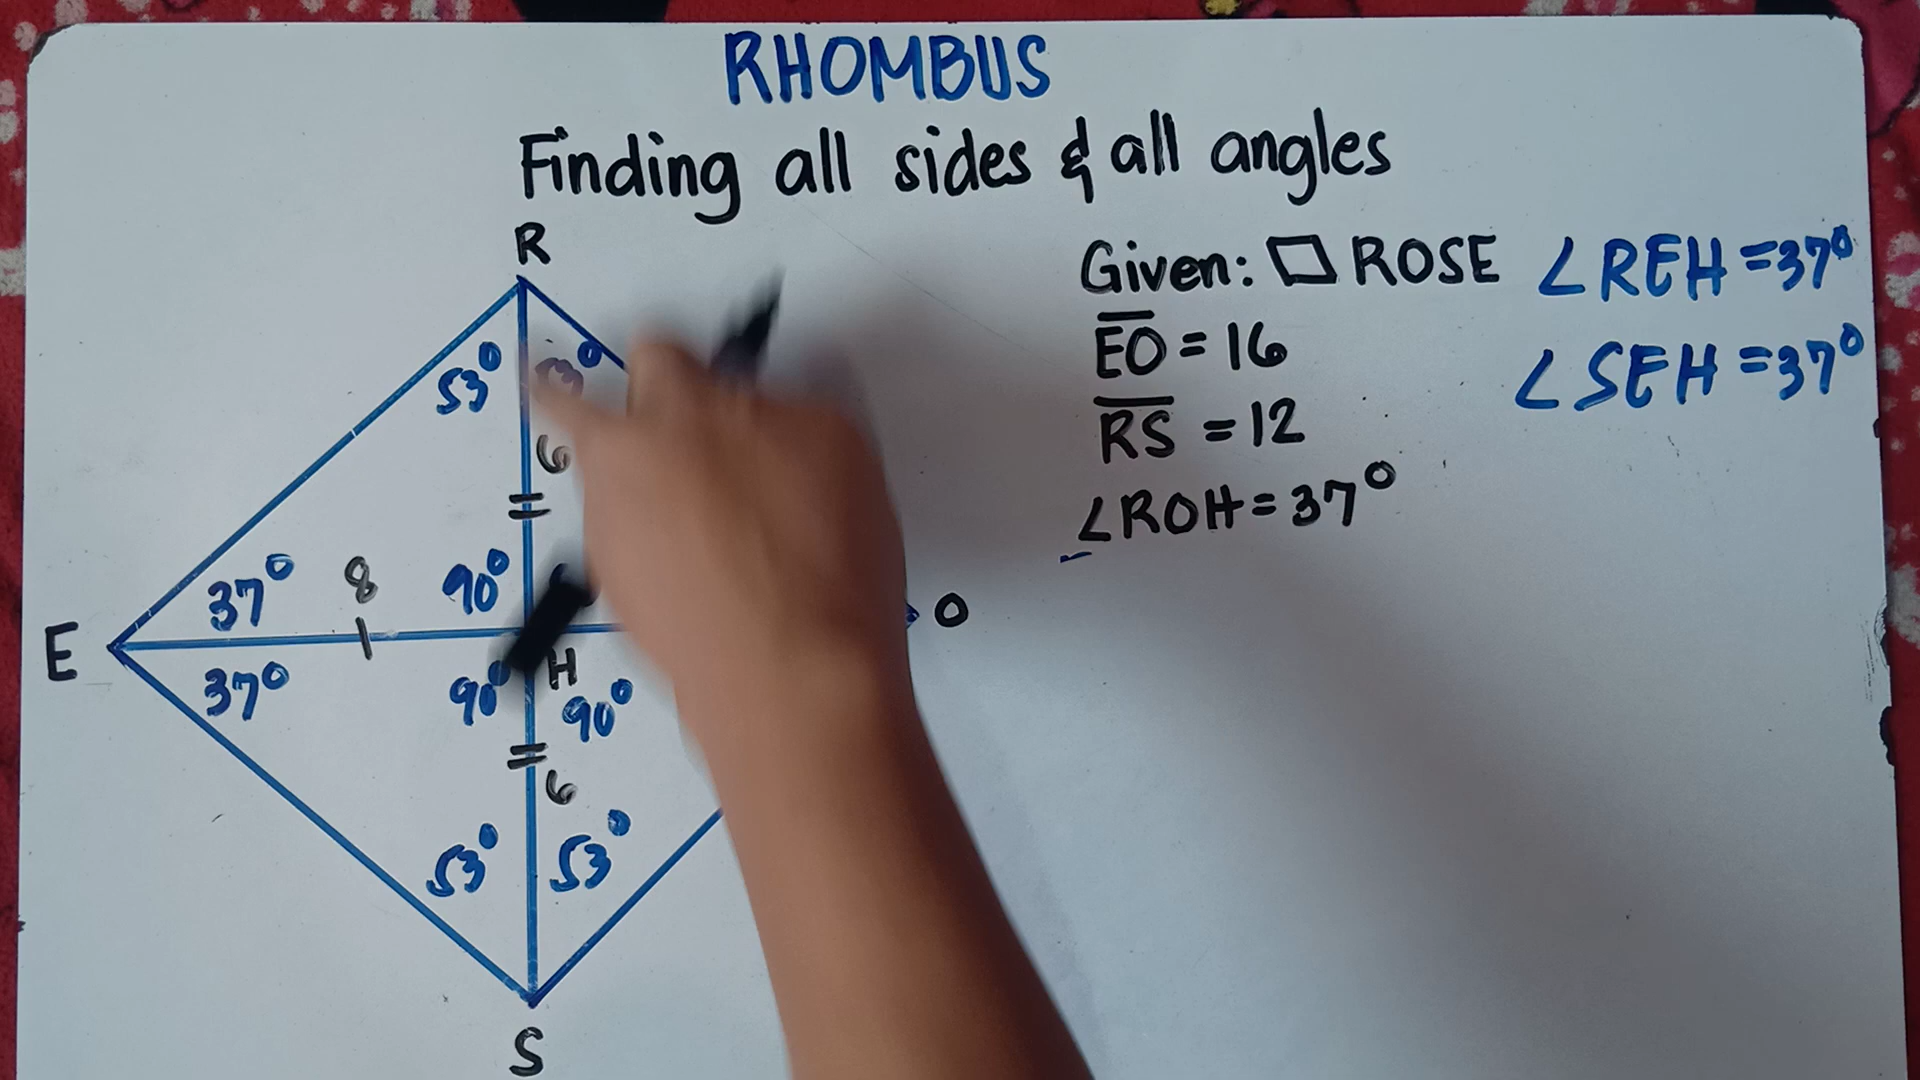 RHOMBUS
Finding all sides & all angles
R
Given: ▱ ROSE
∠REH = 37°
EO = 16
∠SEH = 37°
RS = 12
∠ROH = 37°
53°
6
37°
8
90°
E
O
37°
90°
H
90°
6
53°
53°
S